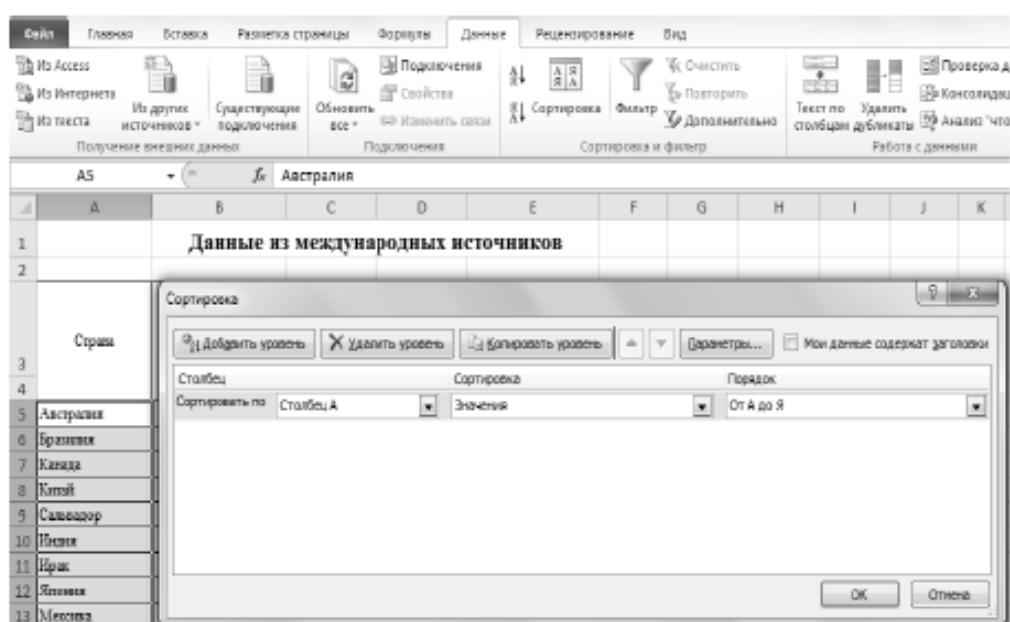 Файл Главная Вставка Разметка страницы Формулы Данные Рецензирование Вид
Из Access
Из Интернета
Из текста
Из других источников
Существующие подключения
Получение внешних данных
Обновить все
Подключения
Свойства
Изменить связи
Подключения
Сортировка
Фильтр
Очистить
Повторить
Дополнительно
Сортировка и фильтр
Текст по столбцам
Удалить дубликаты
Проверка д
Консолидац
Анализ "что
Работа с данными
A5 fx Австралия
A B C D E F G H I J K
1 Данные из международных источников
2
3 Страна
4
5 Австралия
6 Бразилия
7 Канада
8 Китай
9 Сальвадор
10 Индия
11 Ирак
12 Япония
13 Мексика
Сортировка
Добавить уровень Удалить уровень Копировать уровень Параметры... Мои данные содержат заголовки
Столбец Сортировка Порядок
Сортировать по Столбец A Значения От А до Я
ОК Отмена